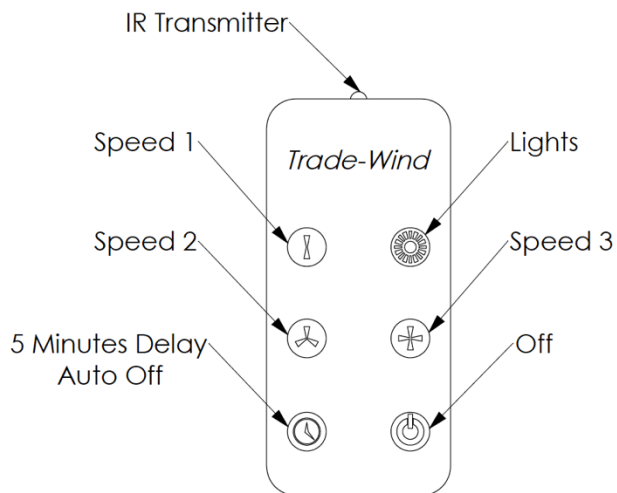 IR Transmitter
Speed 1
Trade-Wind
Lights
Speed 2
Speed 3
5 Minutes Delay
Auto Off
Off